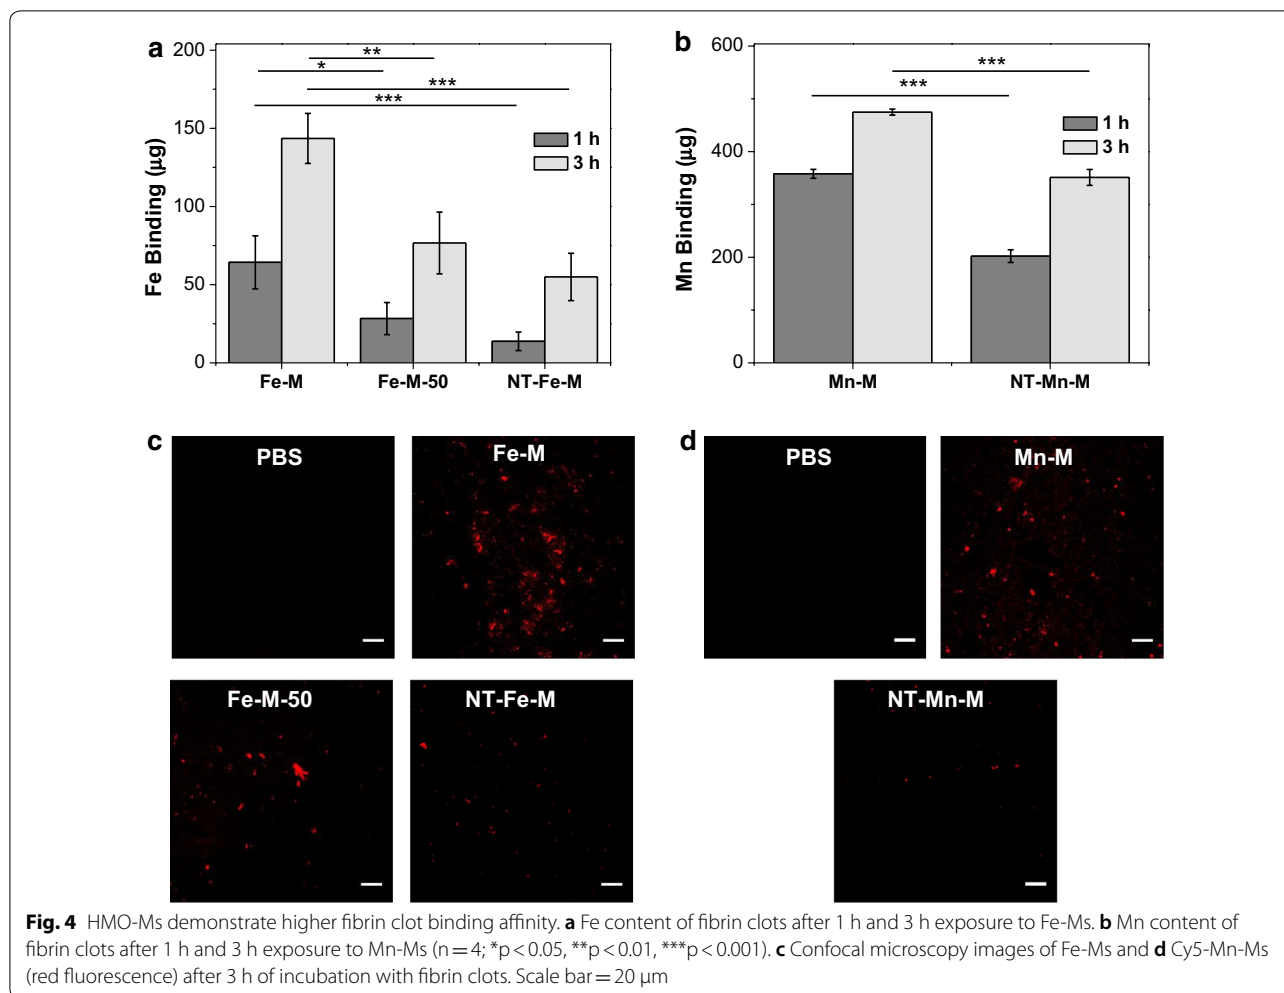 a
200
150
100
50
0
Fe Binding (µg)
**
*
***
***
1 h
3 h
Fe-M
Fe-M-50
NT-Fe-M
b
600
400
200
0
Mn Binding (µg)
***
***
1 h
3 h
Mn-M
NT-Mn-M
c
PBS
Fe-M
Fe-M-50
NT-Fe-M
d
PBS
Mn-M
NT-Mn-M
Fig. 4 HMO-Ms demonstrate higher fibrin clot binding affinity. a Fe content of fibrin clots after 1 h and 3 h exposure to Fe-Ms. b Mn content of
fibrin clots after 1 h and 3 h exposure to Mn-Ms (n = 4; *p < 0.05, **p < 0.01, ***p < 0.001). c Confocal microscopy images of Fe-Ms and d Cy5-Mn-Ms
(red fluorescence) after 3 h of incubation with fibrin clots. Scale bar = 20 µm